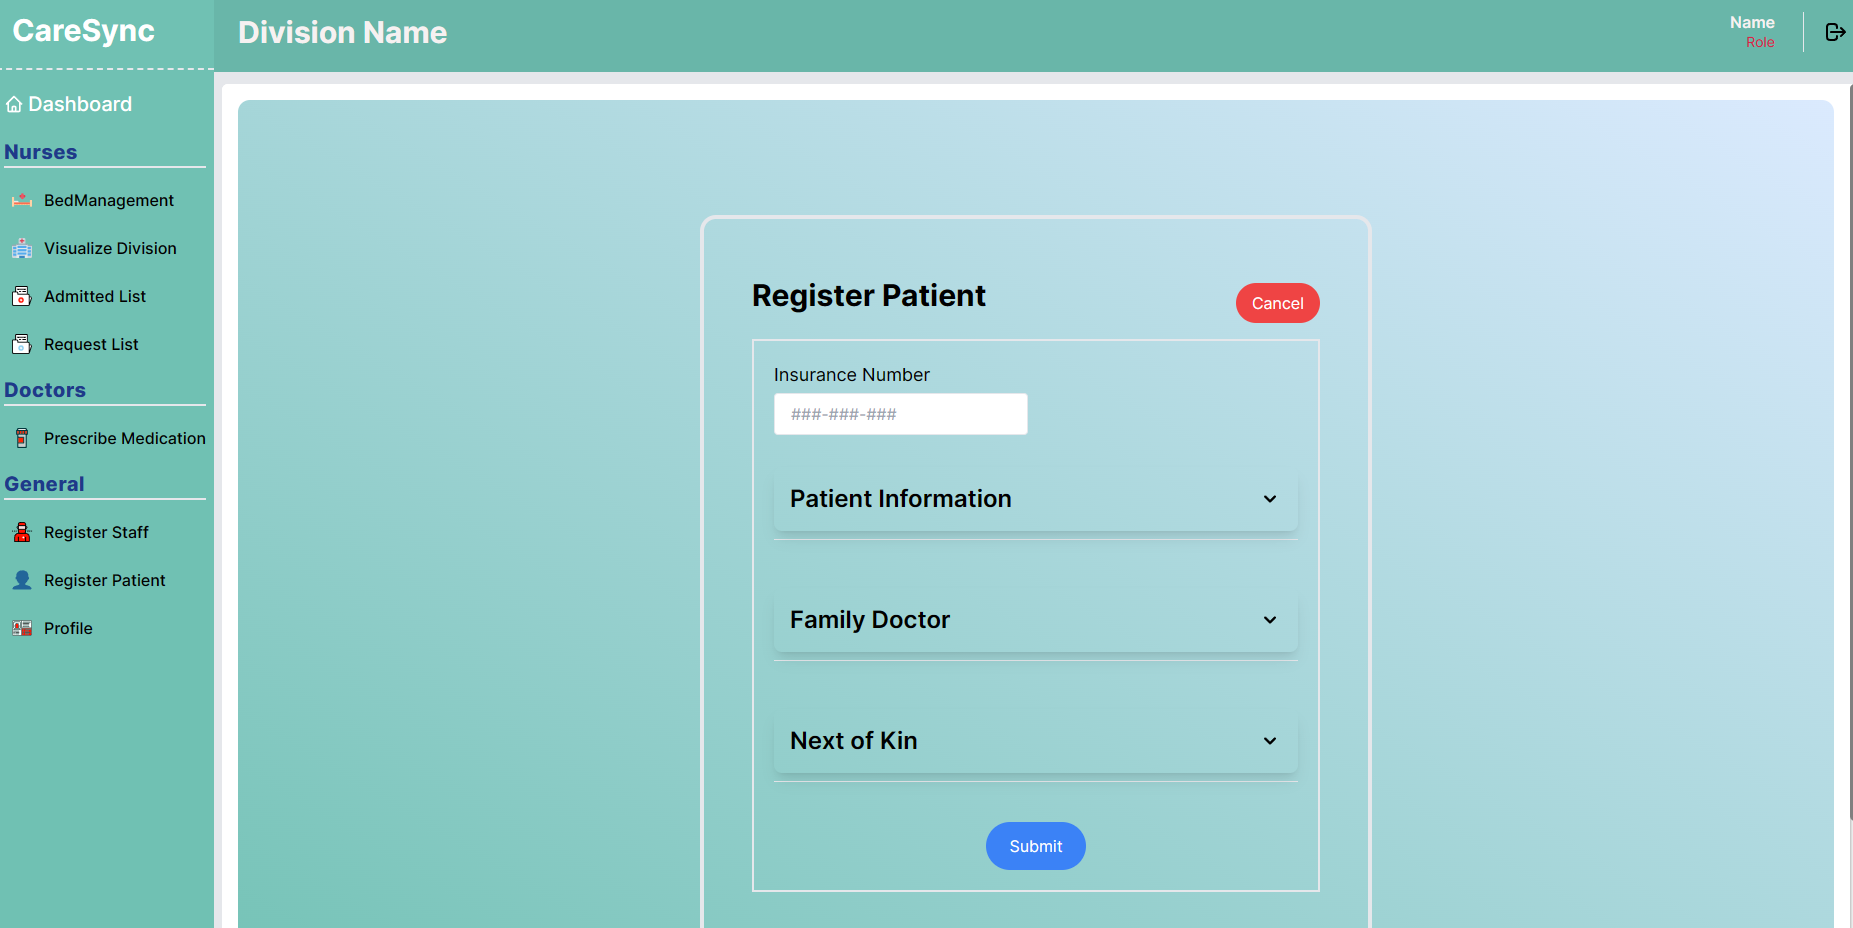 CareSync
Division Name
Name
Role
Dashboard
Nurses
BedManagement
Visualize Division
Admitted List
Request List
Doctors
Prescribe Medication
General
Register Staff
Register Patient
Profile
Register Patient
Cancel
Insurance Number
###-###-###
Patient Information
Family Doctor
Next of Kin
Submit